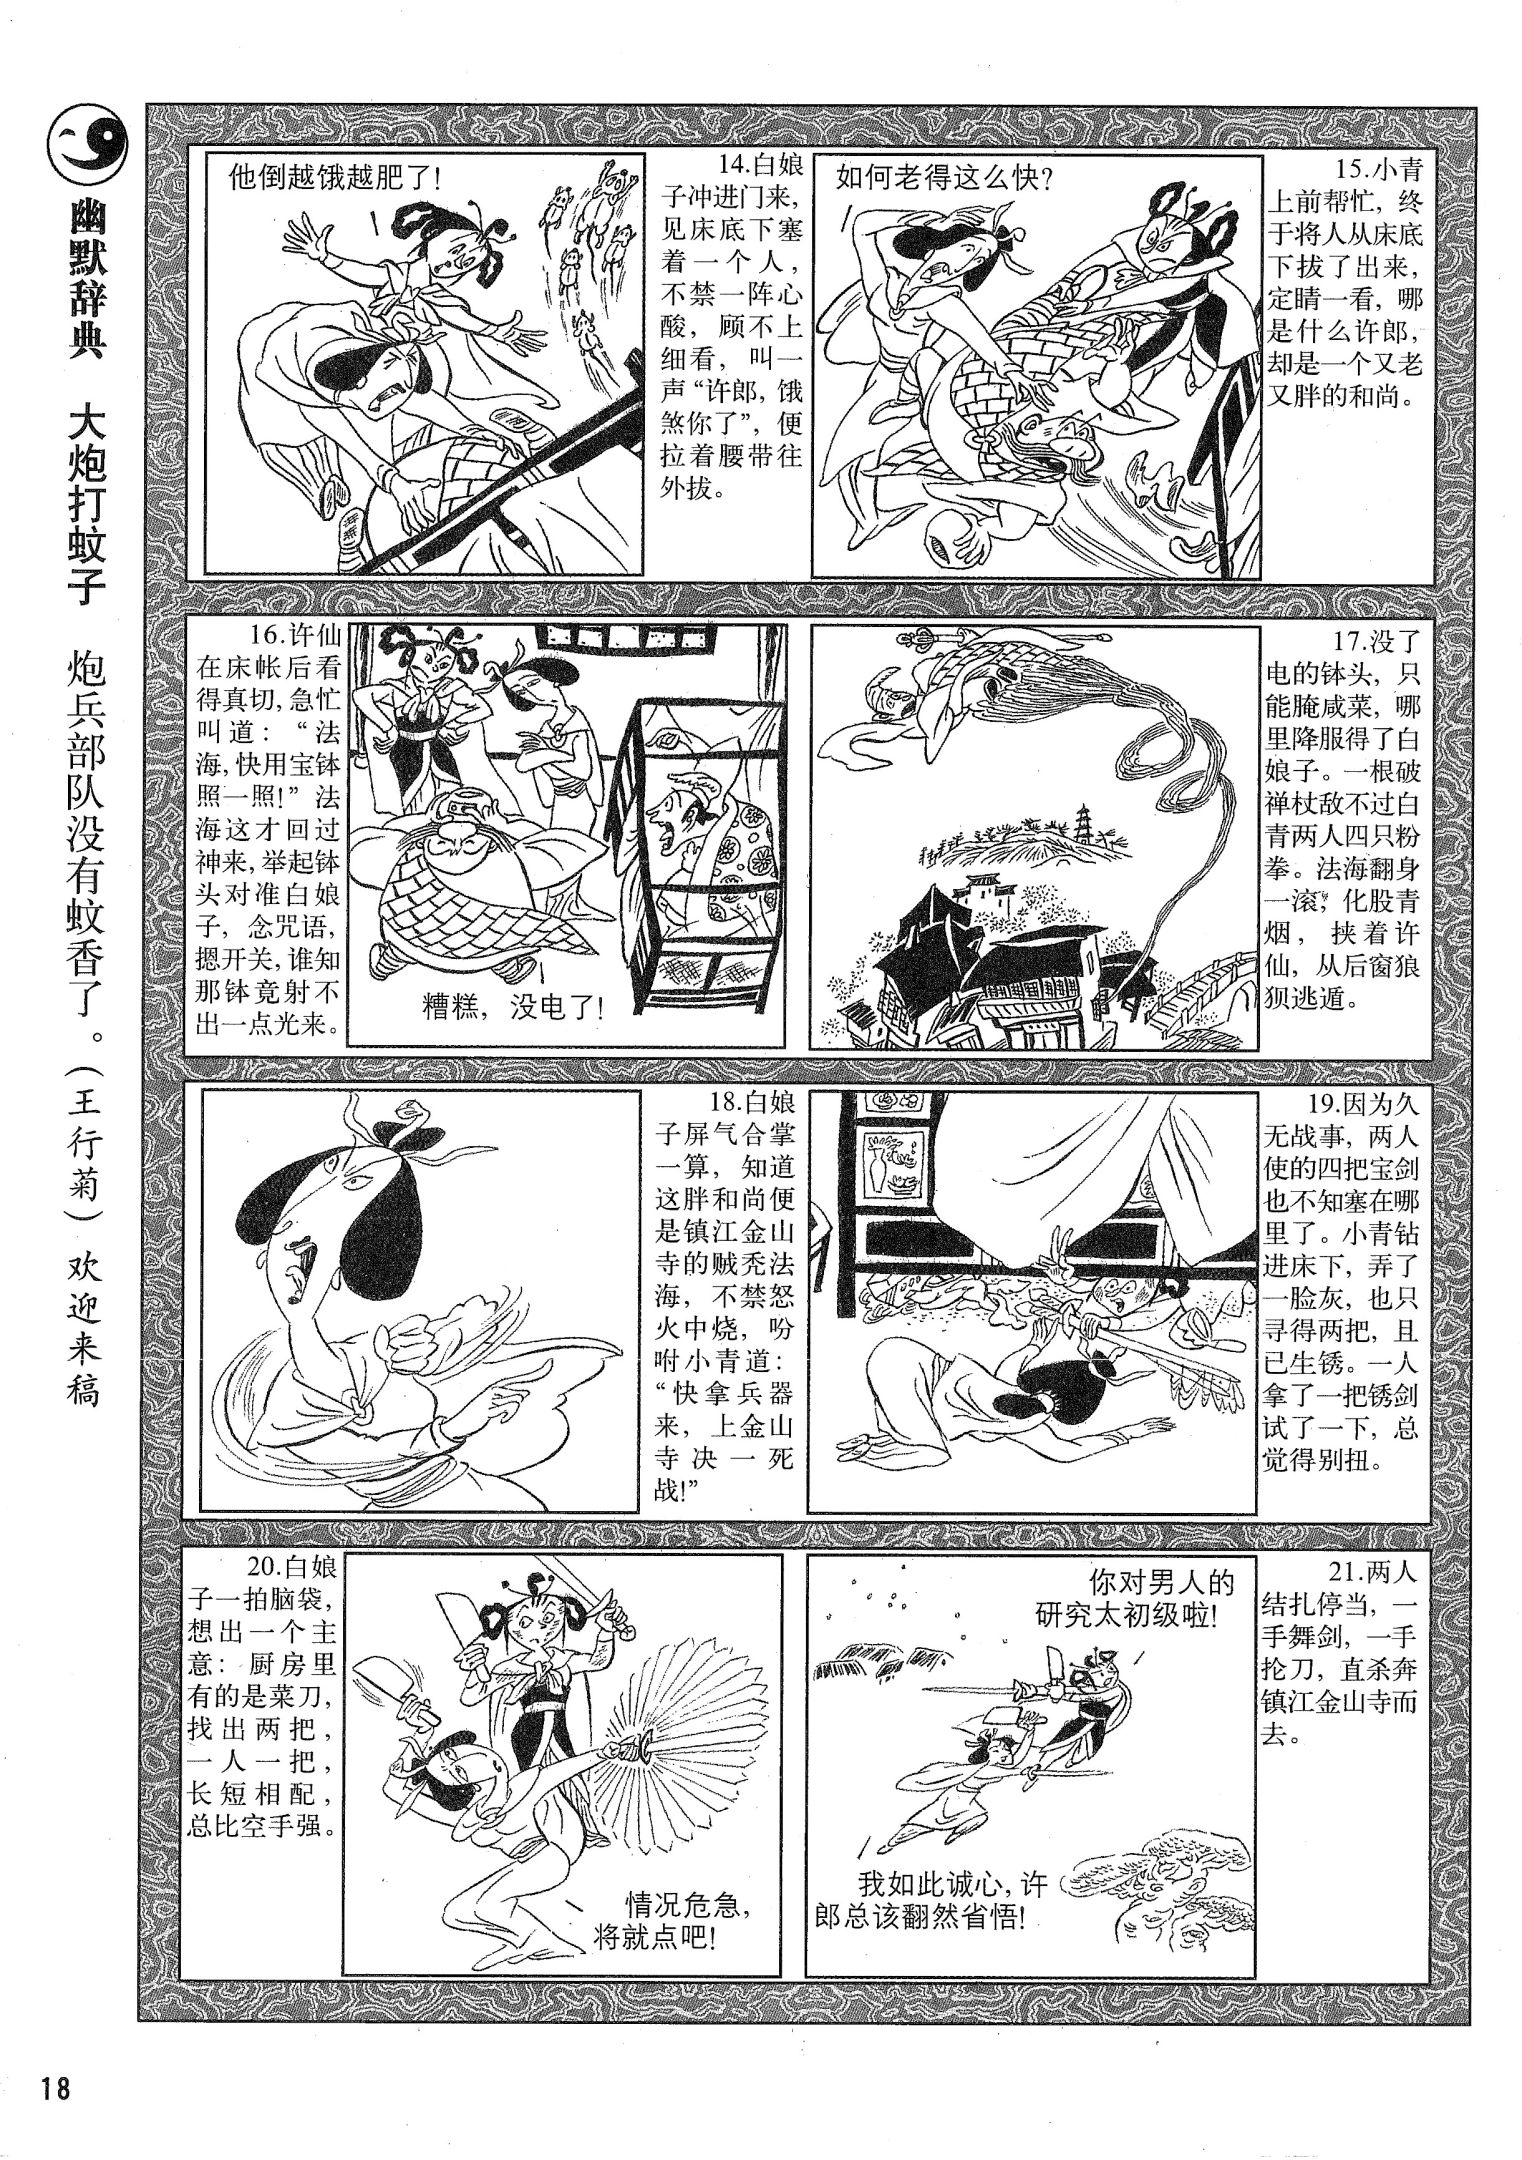 幽默辞典 大炮打蚊子 炮兵部队没有蚊香了。（王行菊）欢迎来稿
他倒越饿越肥了！
14.白娘
子冲进门来，
见床底下塞
着一个人，
不禁一阵心
酸，顾不上
细看，叫一
声“许郎，饿
煞你了”，便
拉着腰带往
外拔。
如何老得这么快？
15.小青
上前帮忙，终
于将人从床底
下拔了出来，
定睛一看，哪
是什么许郎，
却是一个又老
又胖的和尚。
16.许仙
在床帐后看
得真切，急忙
叫道：“法
海，快用宝钵
照一照！”法
海这才回过
神来，举起钵
头对准白娘
子，念咒语，
摁开关，谁知
那钵竟射不
出一点光来。
糟糕，没电了！
17.没了
电的钵头，只
能腌咸菜，哪
里降服得了白
娘子。一根破
禅杖敌不过白
青两人四只粉
拳。法海翻身
一滚，化股青
烟，挟着许
仙，从后窗狼
狈逃遁。
18.白娘
子屏气合掌
一算，知道
这胖和尚便
是镇江金山
寺的贼秃法
海，不禁怒
火中烧，吩
咐小青道：
“快拿兵器
来，上金山
寺决一死
战！”
19.因为久
无战事，两人
使的四把宝剑
也不知塞在哪
里了。小青钻
进床下，弄了
一脸灰，也只
寻得两把，且
已生锈。一人
拿了一把锈剑
试了一下，总
觉得别扭。
20.白娘
子一拍脑袋，
想出一个主
意：厨房里
有的是菜刀，
找出两把，
一人一把，
长短相配，
总比空手强。
情况危急，
将就点吧！
你对男人的
研究太初级啦！
我如此诚心，许
郎总该翻然省悟！
21.两人
结扎停当，一
手舞剑，一手
抡刀，直杀奔
镇江金山寺而
去。
18